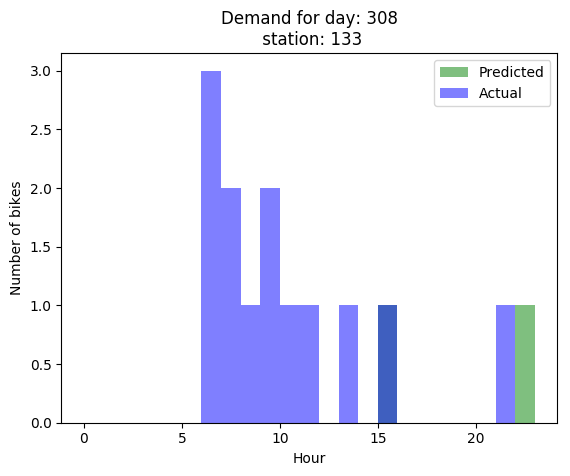 Demand for day: 308
station: 133
Predicted
Actual
Number of bikes
3.0
2.5
2.0
1.5
1.0
0.5
0.0
0
5
10
15
20
Hour